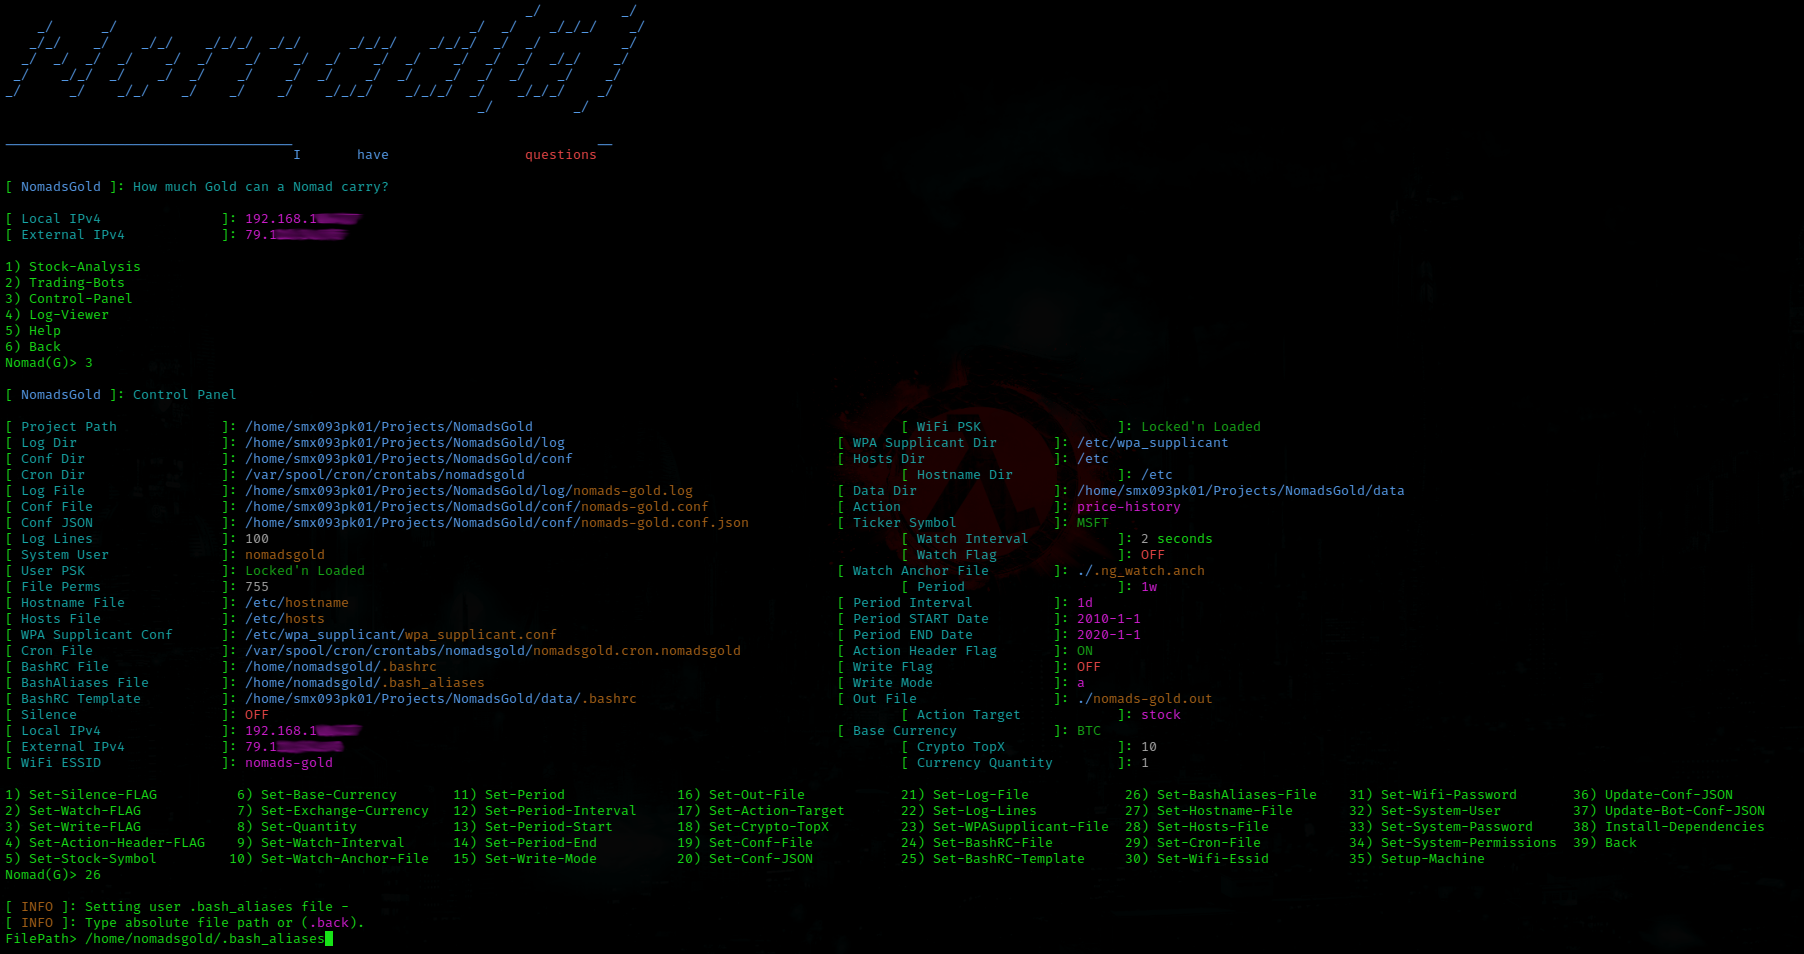 Nomad(G)
I have questions
[ NomadsGold ]: How much Gold can a Nomad carry?
[ Local IPv4 ]: 192.168.1
[ External IPv4 ]: 79.1
1) Stock-Analysis
2) Trading-Bots
3) Control-Panel
4) Log-Viewer
5) Help
6) Back
Nomad(G)> 3
[ NomadsGold ]: Control Panel
[ Project Path ]: /home/smx093pk01/Projects/NomadsGold [ WiFi PSK ]: Locked'n Loaded
[ Log Dir ]: /home/smx093pk01/Projects/NomadsGold/log [ WPA Supplicant Dir ]: /etc/wpa_supplicant
[ Conf Dir ]: /home/smx093pk01/Projects/NomadsGold/conf [ Hosts Dir ]: /etc
[ Cron Dir ]: /var/spool/cron/crontabs/nomadsgold [ Hostname Dir ]: /etc
[ Log File ]: /home/smx093pk01/Projects/NomadsGold/log/nomads-gold.log [ Data Dir ]: /home/smx093pk01/Projects/NomadsGold/data
[ Conf File ]: /home/smx093pk01/Projects/NomadsGold/conf/nomads-gold.conf [ Action ]: price-history
[ Conf JSON ]: /home/smx093pk01/Projects/NomadsGold/conf/nomads-gold.conf.json [ Ticker Symbol ]: MSFT
[ Log Lines ]: 100 [ Watch Interval ]: 2 seconds
[ System User ]: nomadsgold [ Watch Flag ]: OFF
[ User PSK ]: Locked'n Loaded [ Watch Anchor File ]: ./.ng_watch.anch
[ File Perms ]: 755 [ Period ]: 1w
[ Hostname File ]: /etc/hostname [ Period Interval ]: 1d
[ Hosts File ]: /etc/hosts [ Period START Date ]: 2010-1-1
[ WPA Supplicant Conf ]: /etc/wpa_supplicant/wpa_supplicant.conf [ Period END Date ]: 2020-1-1
[ Cron File ]: /var/spool/cron/crontabs/nomadsgold/nomadsgold.cron.nomadsgold [ Action Header Flag ]: ON
[ BashRC File ]: /home/nomadsgold/.bashrc [ Write Flag ]: OFF
[ BashAliases File ]: /home/nomadsgold/.bash_aliases [ Write Mode ]: a
[ BashRC Template ]: /home/smx093pk01/Projects/NomadsGold/data/.bashrc [ Out File ]: ./nomads-gold.out
[ Silence ]: OFF [ Action Target ]: stock
[ Local IPv4 ]: 192.168.1 [ Base Currency ]: BTC
[ External IPv4 ]: 79.1 [ Crypto TopX ]: 10
[ WiFi ESSID ]: nomads-gold [ Currency Quantity ]: 1
1) Set-Silence-FLAG 6) Set-Base-Currency 11) Set-Period 16) Set-Out-File 21) Set-Log-File 26) Set-BashAliases-File 31) Set-Wifi-Password 36) Update-Conf-JSON
2) Set-Watch-FLAG 7) Set-Exchange-Currency 12) Set-Period-Interval 17) Set-Action-Target 22) Set-Log-Lines 27) Set-Hostname-File 32) Set-System-User 37) Update-Bot-Conf-JSON
3) Set-Write-FLAG 8) Set-Quantity 13) Set-Period-Start 18) Set-Crypto-TopX 23) Set-WPASupplicant-File 28) Set-Hosts-File 33) Set-System-Password 38) Install-Dependencies
4) Set-Action-Header-FLAG 9) Set-Watch-Interval 14) Set-Period-End 19) Set-Conf-File 24) Set-BashRC-File 29) Set-Cron-File 34) Set-System-Permissions 39) Back
5) Set-Stock-Symbol 10) Set-Watch-Anchor-File 15) Set-Write-Mode 20) Set-Conf-JSON 25) Set-BashRC-Template 30) Set-Wifi-Essid 35) Setup-Machine
Nomad(G)> 26
[ INFO ]: Setting user .bash_aliases file -
[ INFO ]: Type absolute file path or (.back).
FilePath> /home/nomadsgold/.bash_aliases